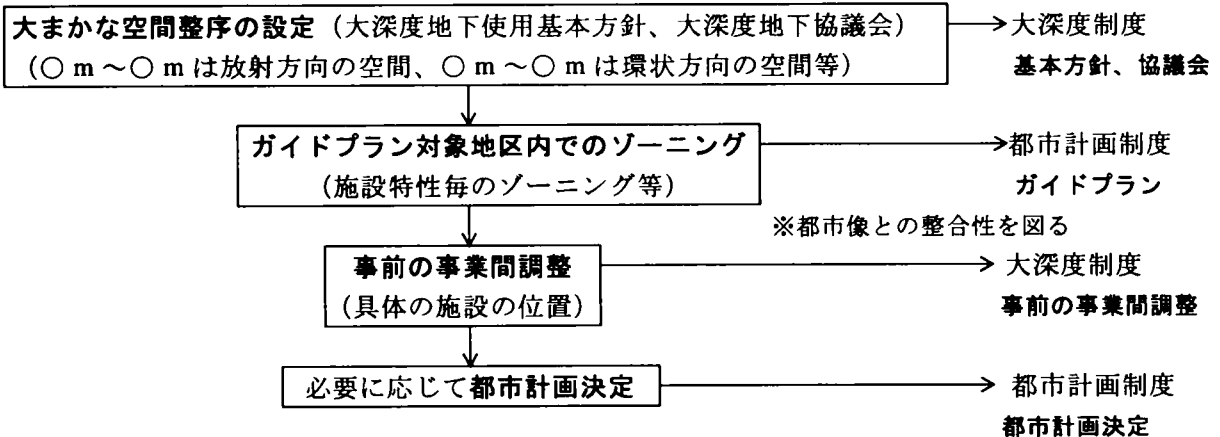 大まかな空間整序の設定（大深度地下使用基本方針、大深度地下協議会）
（○ｍ～○ｍは放射方向の空間、○ｍ～○ｍは環状方向の空間等）
大深度制度
基本方針、協議会
ガイドプラン対象地区内でのゾーニング
（施設特性毎のゾーニング等）
都市計画制度
ガイドプラン
※都市像との整合性を図る
事前の事業間調整
（具体の施設の位置）
大深度制度
事前の事業間調整
必要に応じて都市計画決定
都市計画制度
都市計画決定